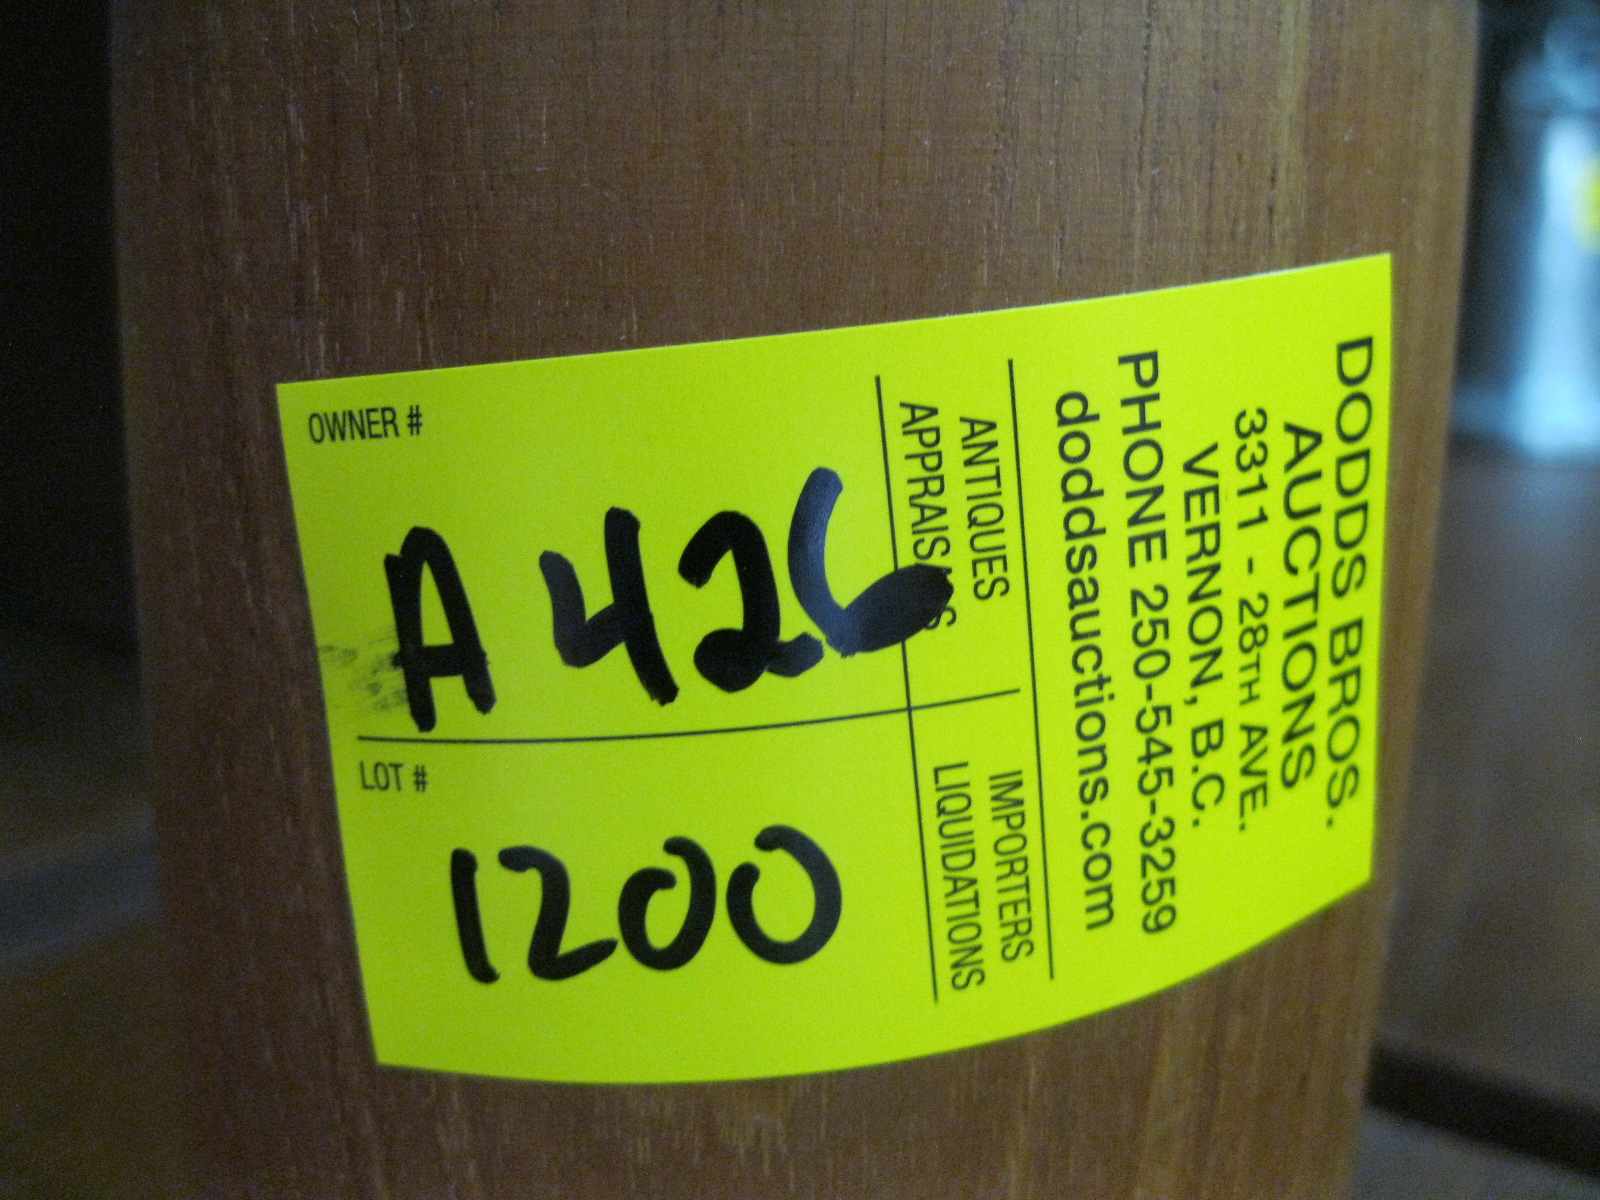 DODDS BROS.
AUCTIONS
3311 - 28TH AVE.
VERNON, B.C.
PHONE 250-545-3259
doddsauctions.com
ANTIQUES
APPRAISALS
IMPORTERS
LIQUIDATIONS
OWNER #
A 426
LOT #
1200